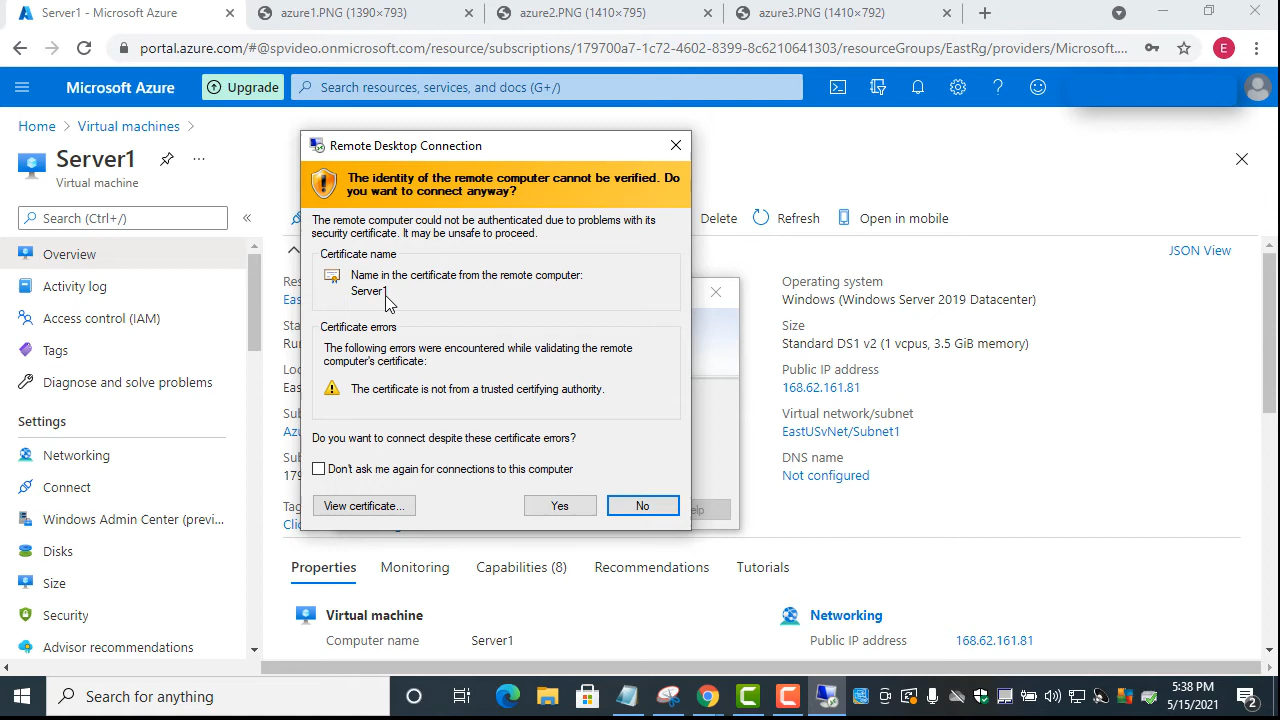 Server1 - Microsoft Azure
azure1.PNG (1390×793)
azure2.PNG (1410×795)
azure3.PNG (1410×792)
portal.azure.com/#@spvideo.onmicrosoft.com/resource/subscriptions/179700a7-1c72-4602-8399-3c6210641303/resourceGroups/EastRg/providers/Microsoft....
E
Microsoft Azure
Upgrade
Search resources, services, and docs (G+/)
Home > Virtual machines >
Server1
...
Virtual machine
Search (Ctrl+/)
«
Overview
Activity log
Access control (IAM)
Tags
Diagnose and solve problems
Settings
Networking
Connect
Windows Admin Center (previ...
Disks
Size
Security
Advisor recommendations
Delete
Refresh
Open in mobile
JSON View
Operating system
Windows (Windows Server 2019 Datacenter)
Size
Standard DS1 v2 (1 vcpus, 3.5 GiB memory)
Public IP address
168.62.161.81
Virtual network/subnet
EastUSvNet/Subnet1
DNS name
Not configured
Remote Desktop Connection
The identity of the remote computer cannot be verified. Do
you want to connect anyway?
The remote computer could not be authenticated due to problems with its
security certificate. It may be unsafe to proceed.
Certificate name
Name in the certificate from the remote computer:
Server1
Certificate errors
The following errors were encountered while validating the remote
computer's certificate:
The certificate is not from a trusted certifying authority.
Do you want to connect despite these certificate errors?
Don't ask me again for connections to this computer
View certificate...
Yes
No
Properties
Monitoring
Capabilities (8)
Recommendations
Tutorials
Virtual machine
Computer name
Server1
Networking
Public IP address
168.62.161.81
Search for anything
5:38 PM
5/15/2021
2